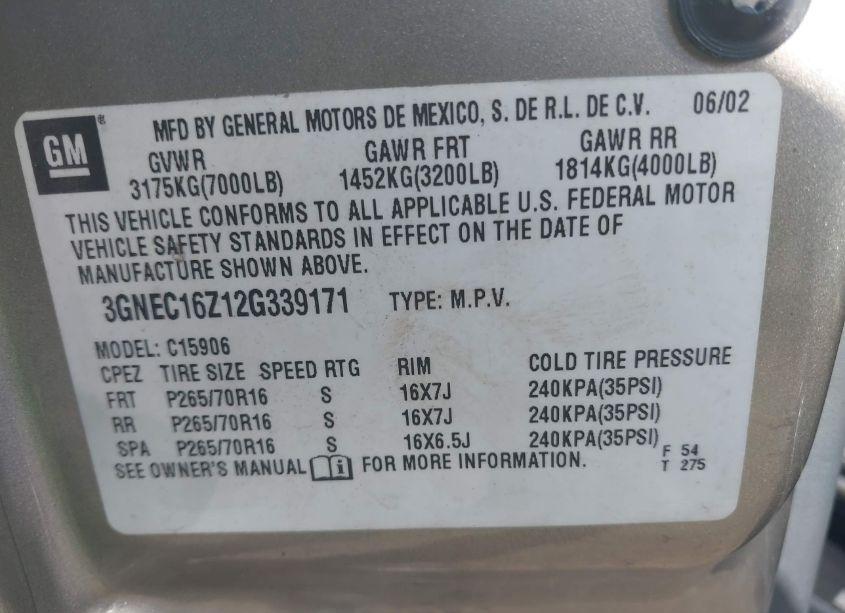 GM® MFD BY GENERAL MOTORS DE MEXICO, S. DE R.L. DE C.V. 06/02
GVWR GAWR FRT GAWR RR
3175KG(7000LB) 1452KG(3200LB) 1814KG(4000LB)
THIS VEHICLE CONFORMS TO ALL APPLICABLE U.S. FEDERAL MOTOR
VEHICLE SAFETY STANDARDS IN EFFECT ON THE DATE OF
MANUFACTURE SHOWN ABOVE.
3GNEC16Z12G339171 TYPE: M.P.V.
MODEL: C15906
CPEZ TIRE SIZE SPEED RTG RIM COLD TIRE PRESSURE
FRT P265/70R16 S 16X7J 240KPA(35PSI)
RR P265/70R16 S 16X7J 240KPA(35PSI)
SPA P265/70R16 S 16X6.5J 240KPA(35PSI)
SEE OWNER'S MANUAL i FOR MORE INFORMATION.
F 54
T 275